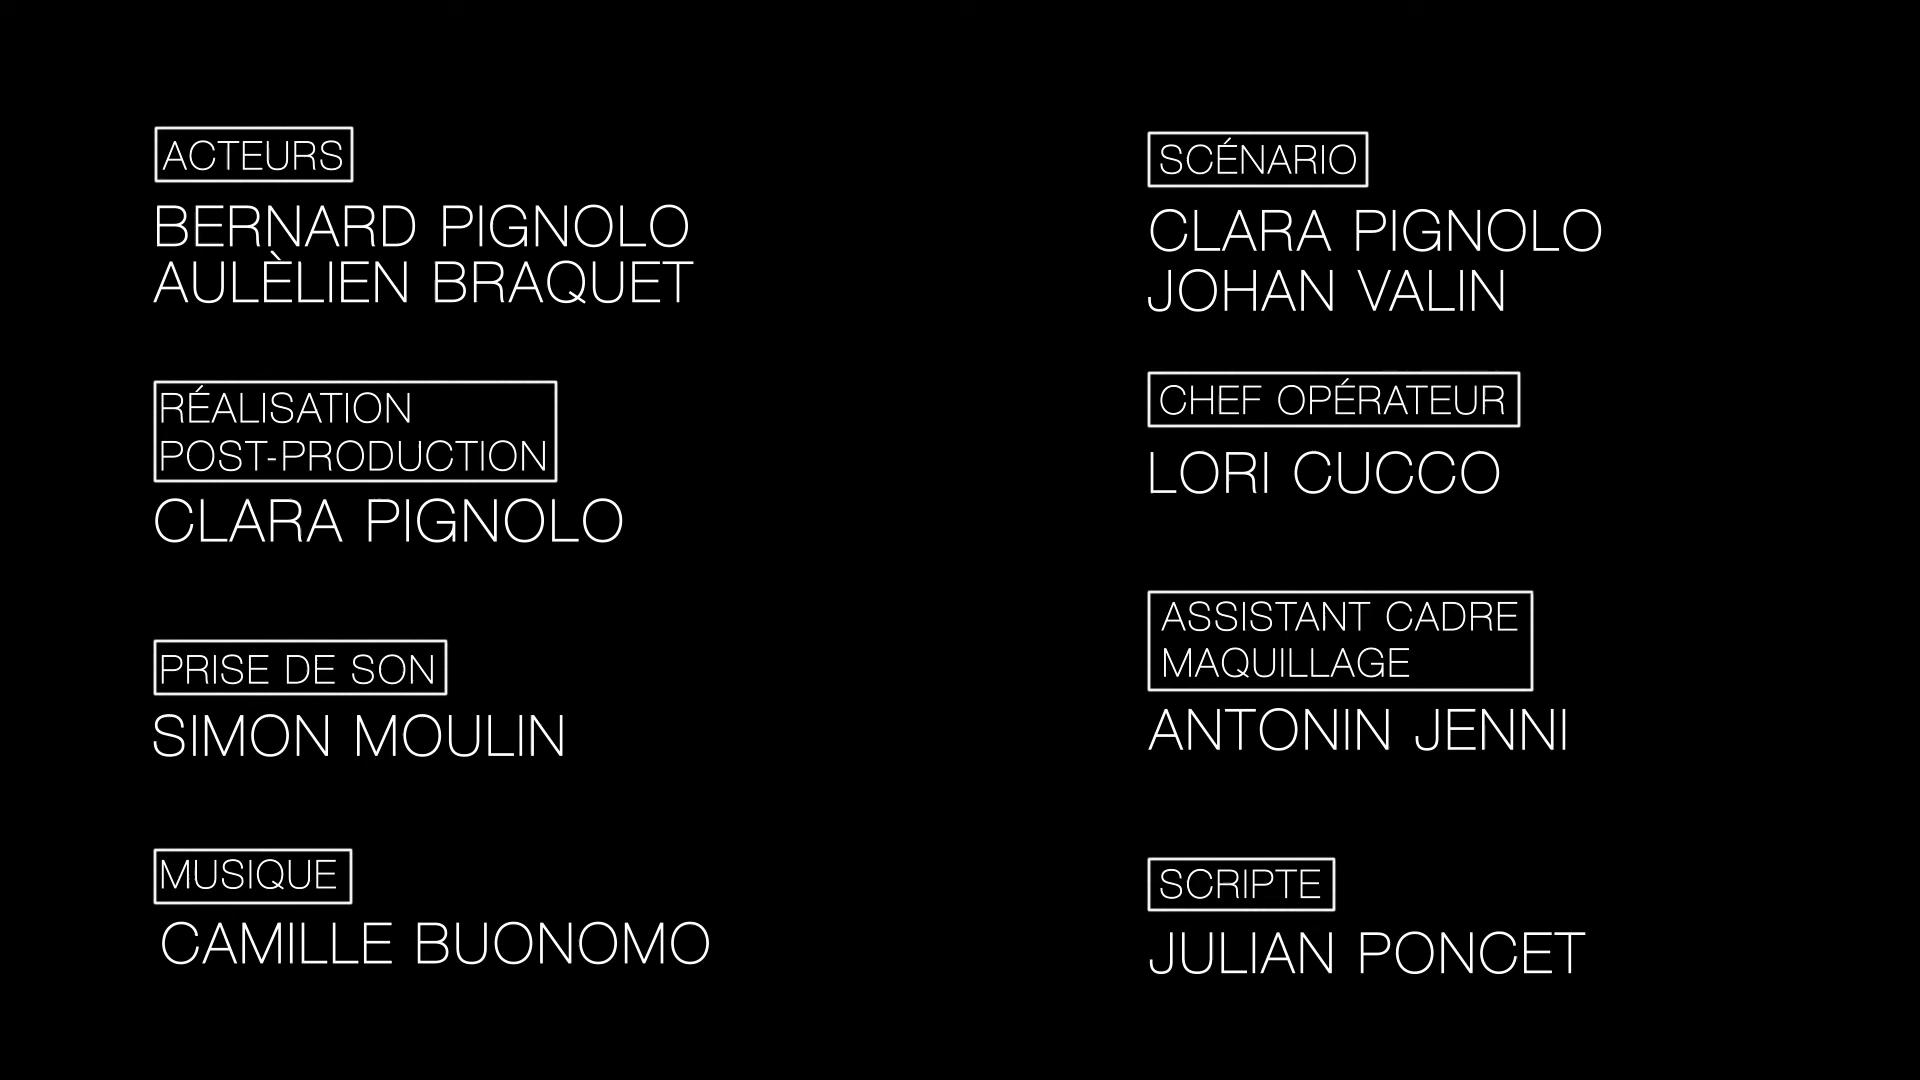 ACTEURS
BERNARD PIGNOLO
AULÈLIEN BRAQUET
RÉALISATION
POST-PRODUCTION
CLARA PIGNOLO
PRISE DE SON
SIMON MOULIN
MUSIQUE
CAMILLE BUONOMO
SCÉNARIO
CLARA PIGNOLO
JOHAN VALIN
CHEF OPÉRATEUR
LORI CUCCO
ASSISTANT CADRE
MAQUILLAGE
ANTONIN JENNI
SCRIPTE
JULIAN PONCET